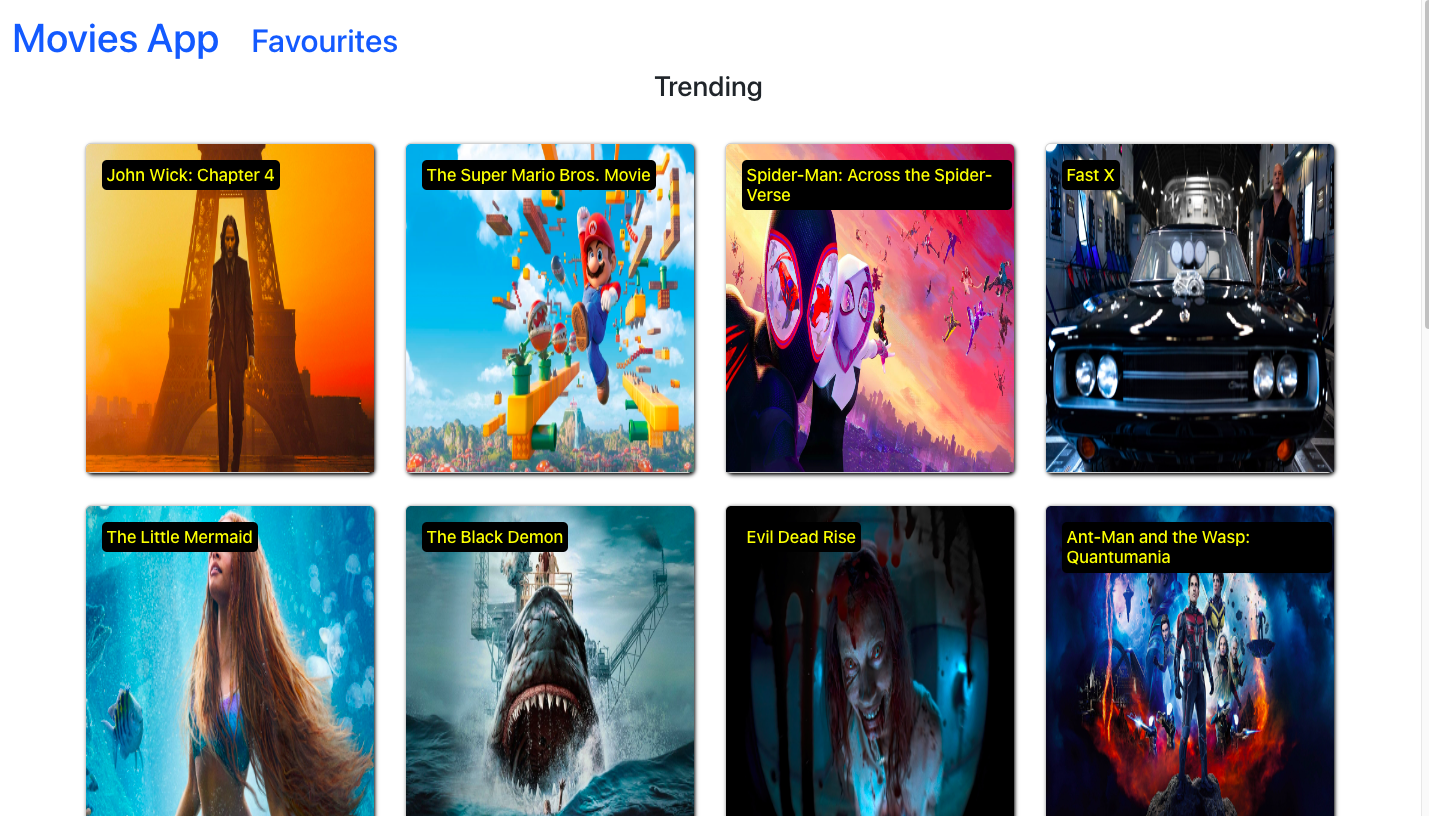 Movies App Favourites
Trending
John Wick: Chapter 4
The Super Mario Bros. Movie
Spider-Man: Across the Spider-
Verse
Fast X
The Little Mermaid
The Black Demon
Evil Dead Rise
Ant-Man and the Wasp:
Quantumania